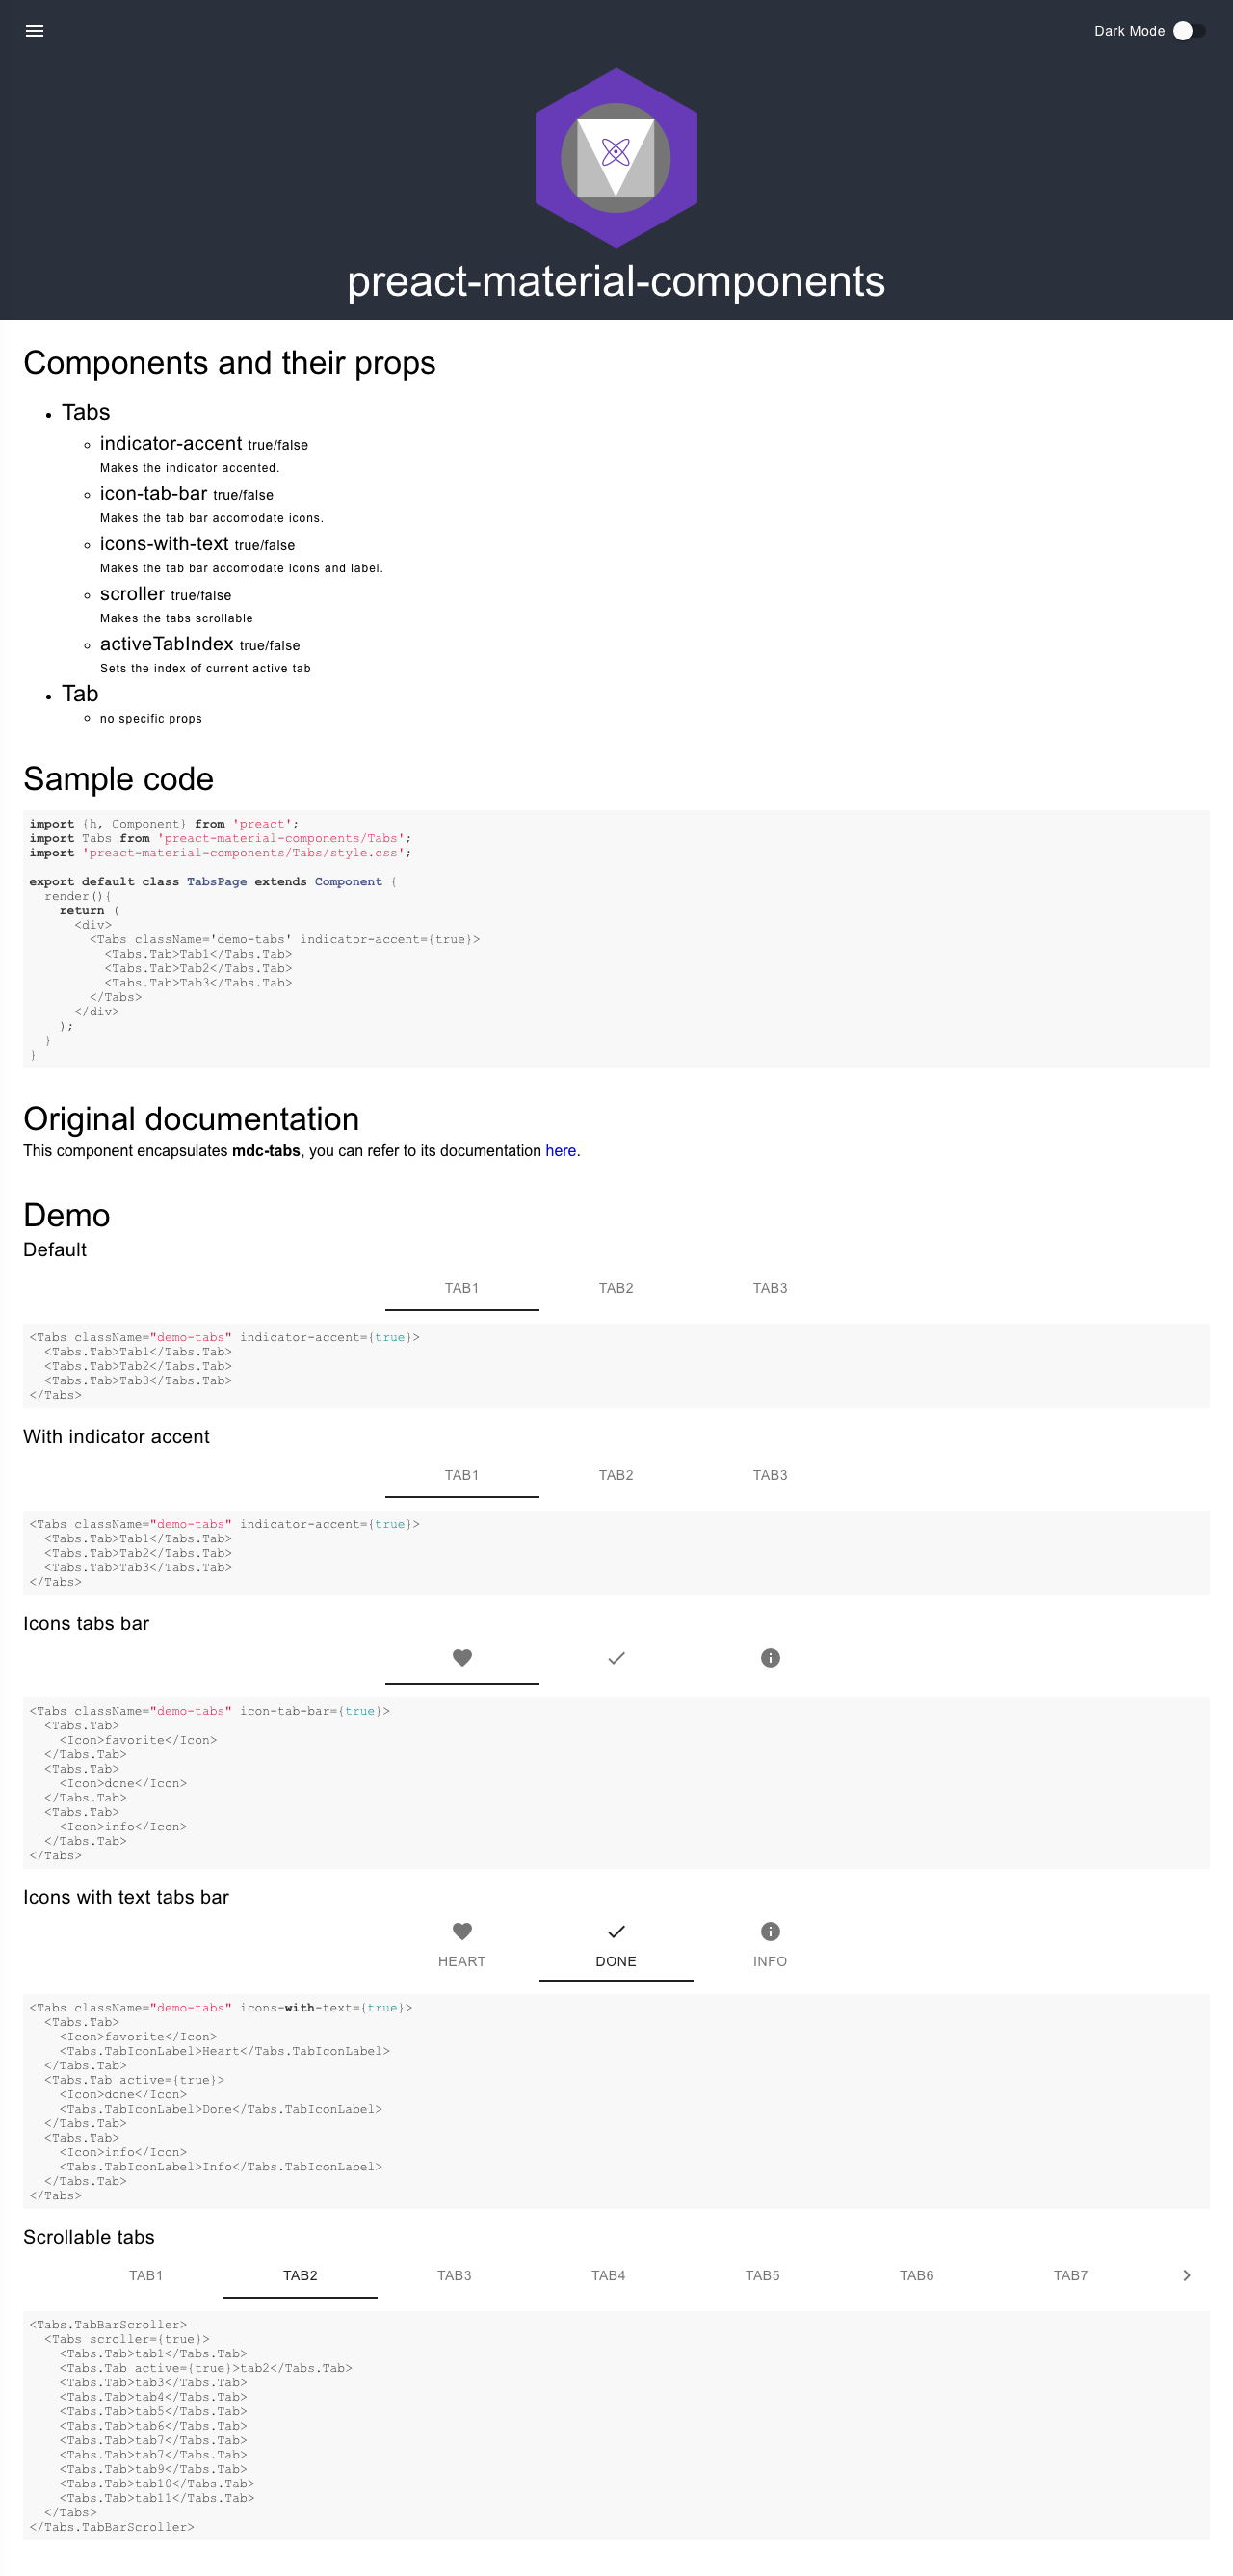 Dark Mode
preact-material-components
Components and their props
Tabs
indicator-accent true/false
Makes the indicator accented.
icon-tab-bar true/false
Makes the tab bar accomodate icons.
icons-with-text true/false
Makes the tab bar accomodate icons and label.
scroller true/false
Makes the tabs scrollable
activeTabIndex true/false
Sets the index of current active tab
Tab
no specific props
Sample code
import {h, Component} from 'preact';
import Tabs from 'preact-material-components/Tabs';
import 'preact-material-components/Tabs/style.css';
export default class TabsPage extends Component {
render(){
return (
<div>
<Tabs className='demo-tabs' indicator-accent={true}>
<Tabs.Tab>Tab1</Tabs.Tab>
<Tabs.Tab>Tab2</Tabs.Tab>
<Tabs.Tab>Tab3</Tabs.Tab>
</Tabs>
</div>
);
}
}
Original documentation
This component encapsulates mdc-tabs, you can refer to its documentation here.
Demo
Default
TAB1 TAB2 TAB3
<Tabs className="demo-tabs" indicator-accent={true}>
<Tabs.Tab>Tab1</Tabs.Tab>
<Tabs.Tab>Tab2</Tabs.Tab>
<Tabs.Tab>Tab3</Tabs.Tab>
</Tabs>
With indicator accent
TAB1 TAB2 TAB3
<Tabs className="demo-tabs" indicator-accent={true}>
<Tabs.Tab>Tab1</Tabs.Tab>
<Tabs.Tab>Tab2</Tabs.Tab>
<Tabs.Tab>Tab3</Tabs.Tab>
</Tabs>
Icons tabs bar
<Tabs className="demo-tabs" icon-tab-bar={true}>
<Tabs.Tab>
<Icon>favorite</Icon>
</Tabs.Tab>
<Tabs.Tab>
<Icon>done</Icon>
</Tabs.Tab>
<Tabs.Tab>
<Icon>info</Icon>
</Tabs.Tab>
</Tabs>
Icons with text tabs bar
HEART DONE INFO
<Tabs className="demo-tabs" icons-with-text={true}>
<Tabs.Tab>
<Icon>favorite</Icon>
<Tabs.TabIconLabel>Heart</Tabs.TabIconLabel>
</Tabs.Tab>
<Tabs.Tab active={true}>
<Icon>done</Icon>
<Tabs.TabIconLabel>Done</Tabs.TabIconLabel>
</Tabs.Tab>
<Tabs.Tab>
<Icon>info</Icon>
<Tabs.TabIconLabel>Info</Tabs.TabIconLabel>
</Tabs.Tab>
</Tabs>
Scrollable tabs
TAB1 TAB2 TAB3 TAB4 TAB5 TAB6 TAB7
<Tabs.TabBarScroller>
<Tabs scroller={true}>
<Tabs.Tab>tab1</Tabs.Tab>
<Tabs.Tab active={true}>tab2</Tabs.Tab>
<Tabs.Tab>tab3</Tabs.Tab>
<Tabs.Tab>tab4</Tabs.Tab>
<Tabs.Tab>tab5</Tabs.Tab>
<Tabs.Tab>tab6</Tabs.Tab>
<Tabs.Tab>tab7</Tabs.Tab>
<Tabs.Tab>tab7</Tabs.Tab>
<Tabs.Tab>tab9</Tabs.Tab>
<Tabs.Tab>tab10</Tabs.Tab>
<Tabs.Tab>tab11</Tabs.Tab>
</Tabs>
</Tabs.TabBarScroller>